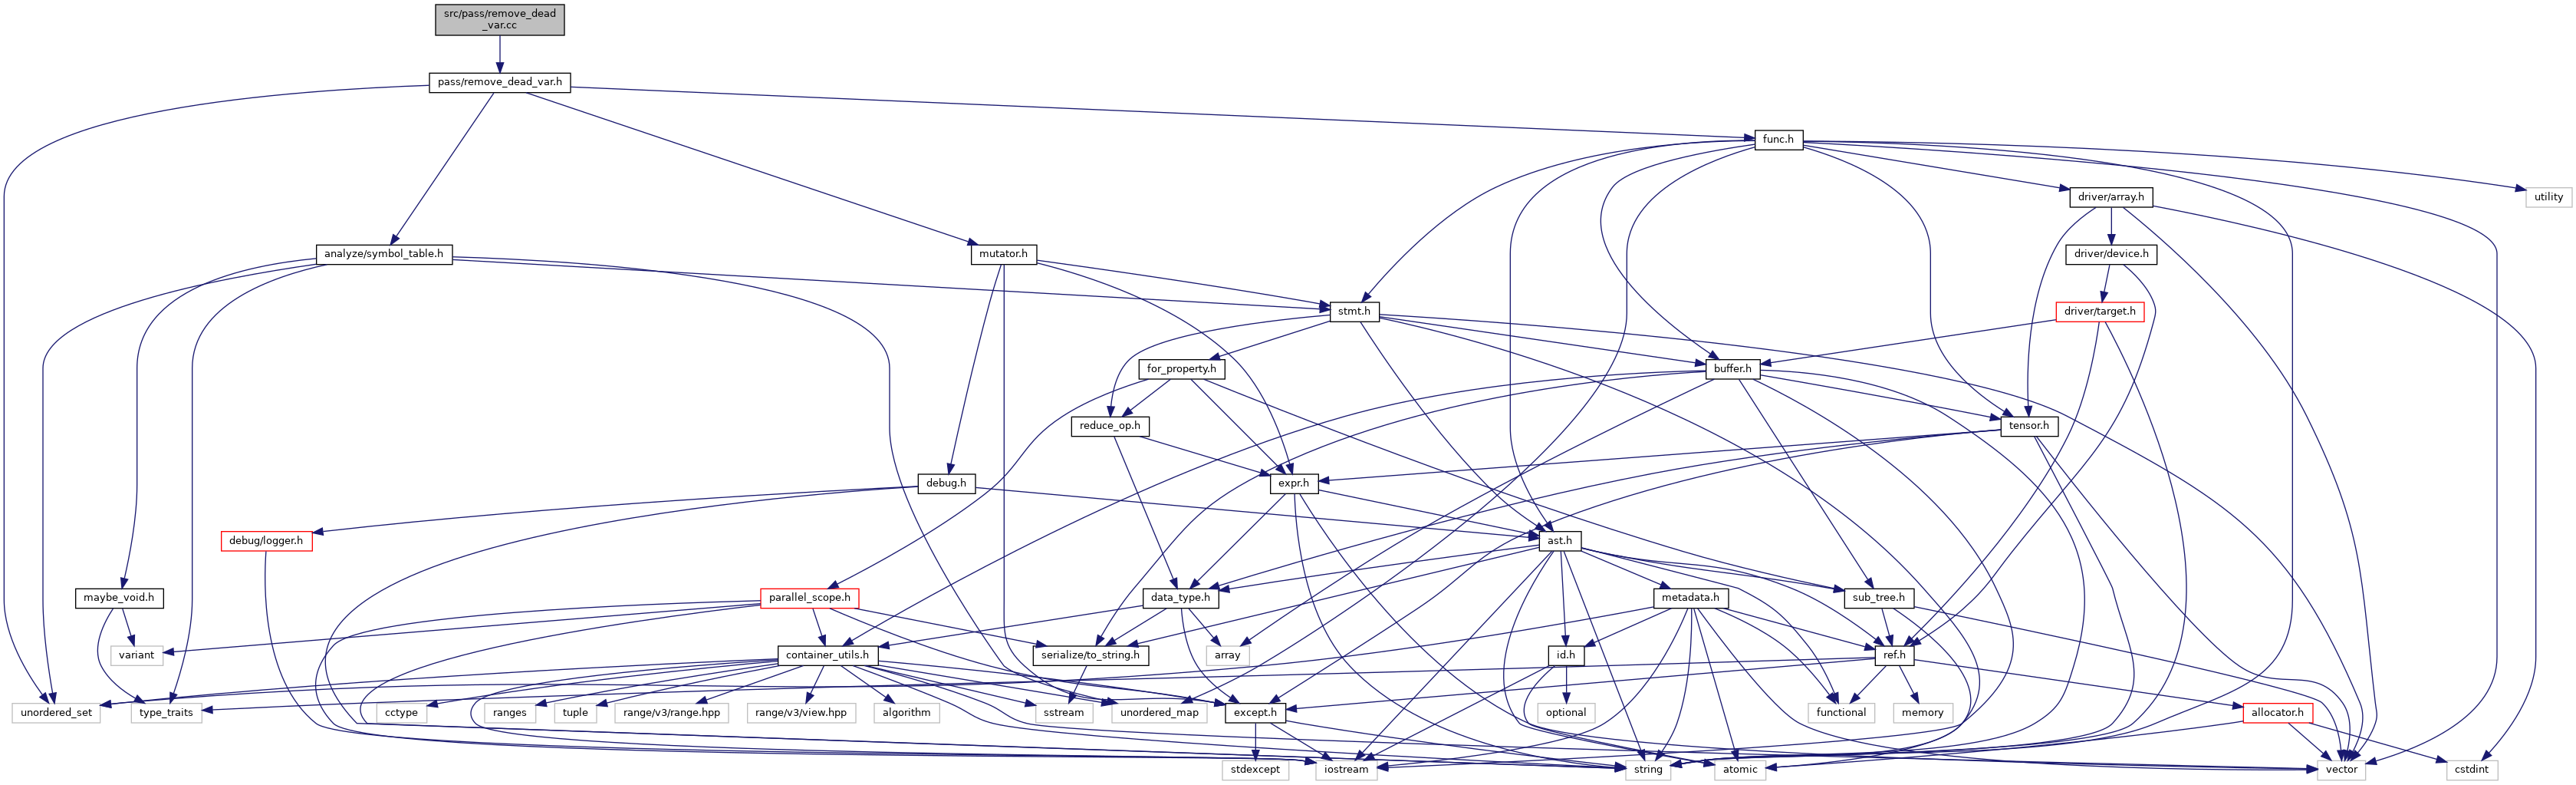 src/pass/remove_dead
_var.cc
pass/remove_dead_var.h
func.h
driver/array.h
utility
analyze/symbol_table.h
mutator.h
driver/device.h
stmt.h
driver/target.h
for_property.h
buffer.h
reduce_op.h
tensor.h
debug.h
expr.h
debug/logger.h
ast.h
maybe_void.h
parallel_scope.h
data_type.h
metadata.h
sub_tree.h
variant
container_utils.h
serialize/to_string.h
array
id.h
ref.h
unordered_set
type_traits
cctype
ranges
tuple
range/v3/range.hpp
range/v3/view.hpp
algorithm
sstream
unordered_map
except.h
optional
functional
memory
allocator.h
stdexcept
iostream
string
atomic
vector
cstdint